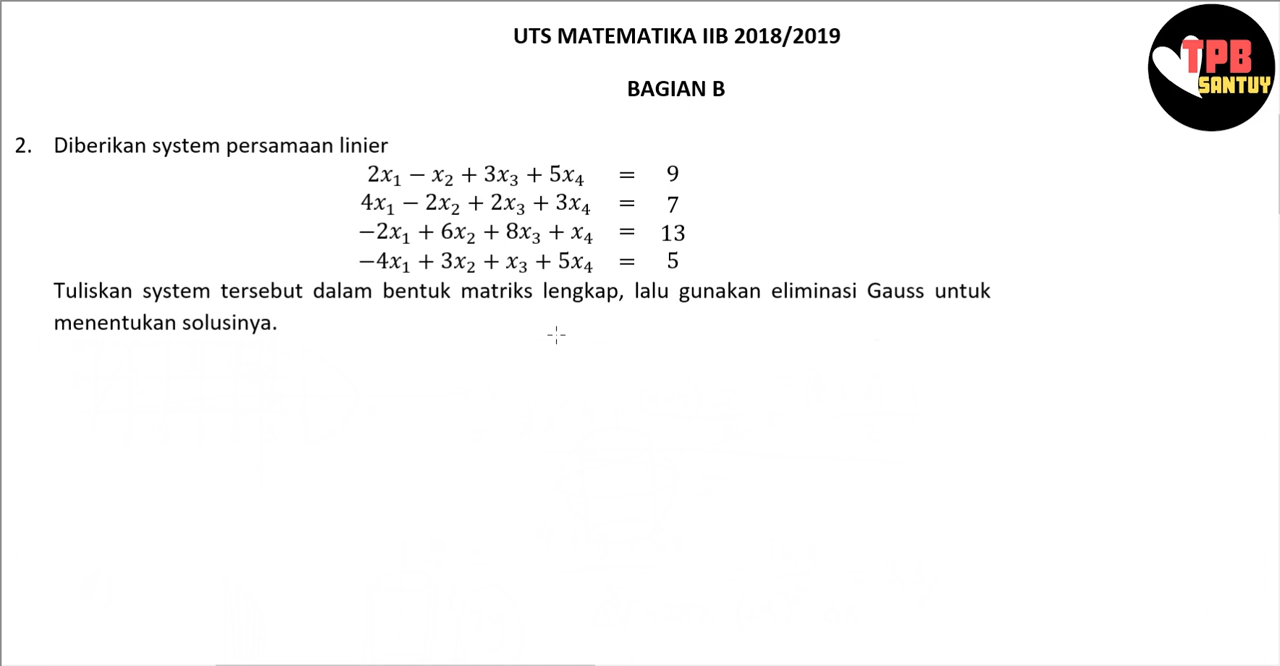 UTS MATEMATIKA IIB 2018/2019
TPB
SANTUY
BAGIAN B
2. Diberikan system persamaan linier
2x₁ − x₂ + 3x₃ + 5x₄ = 9
4x₁ − 2x₂ + 2x₃ + 3x₄ = 7
−2x₁ + 6x₂ + 8x₃ + x₄ = 13
−4x₁ + 3x₂ + x₃ + 5x₄ = 5
Tuliskan system tersebut dalam bentuk matriks lengkap, lalu gunakan eliminasi Gauss untuk
menentukan solusinya.